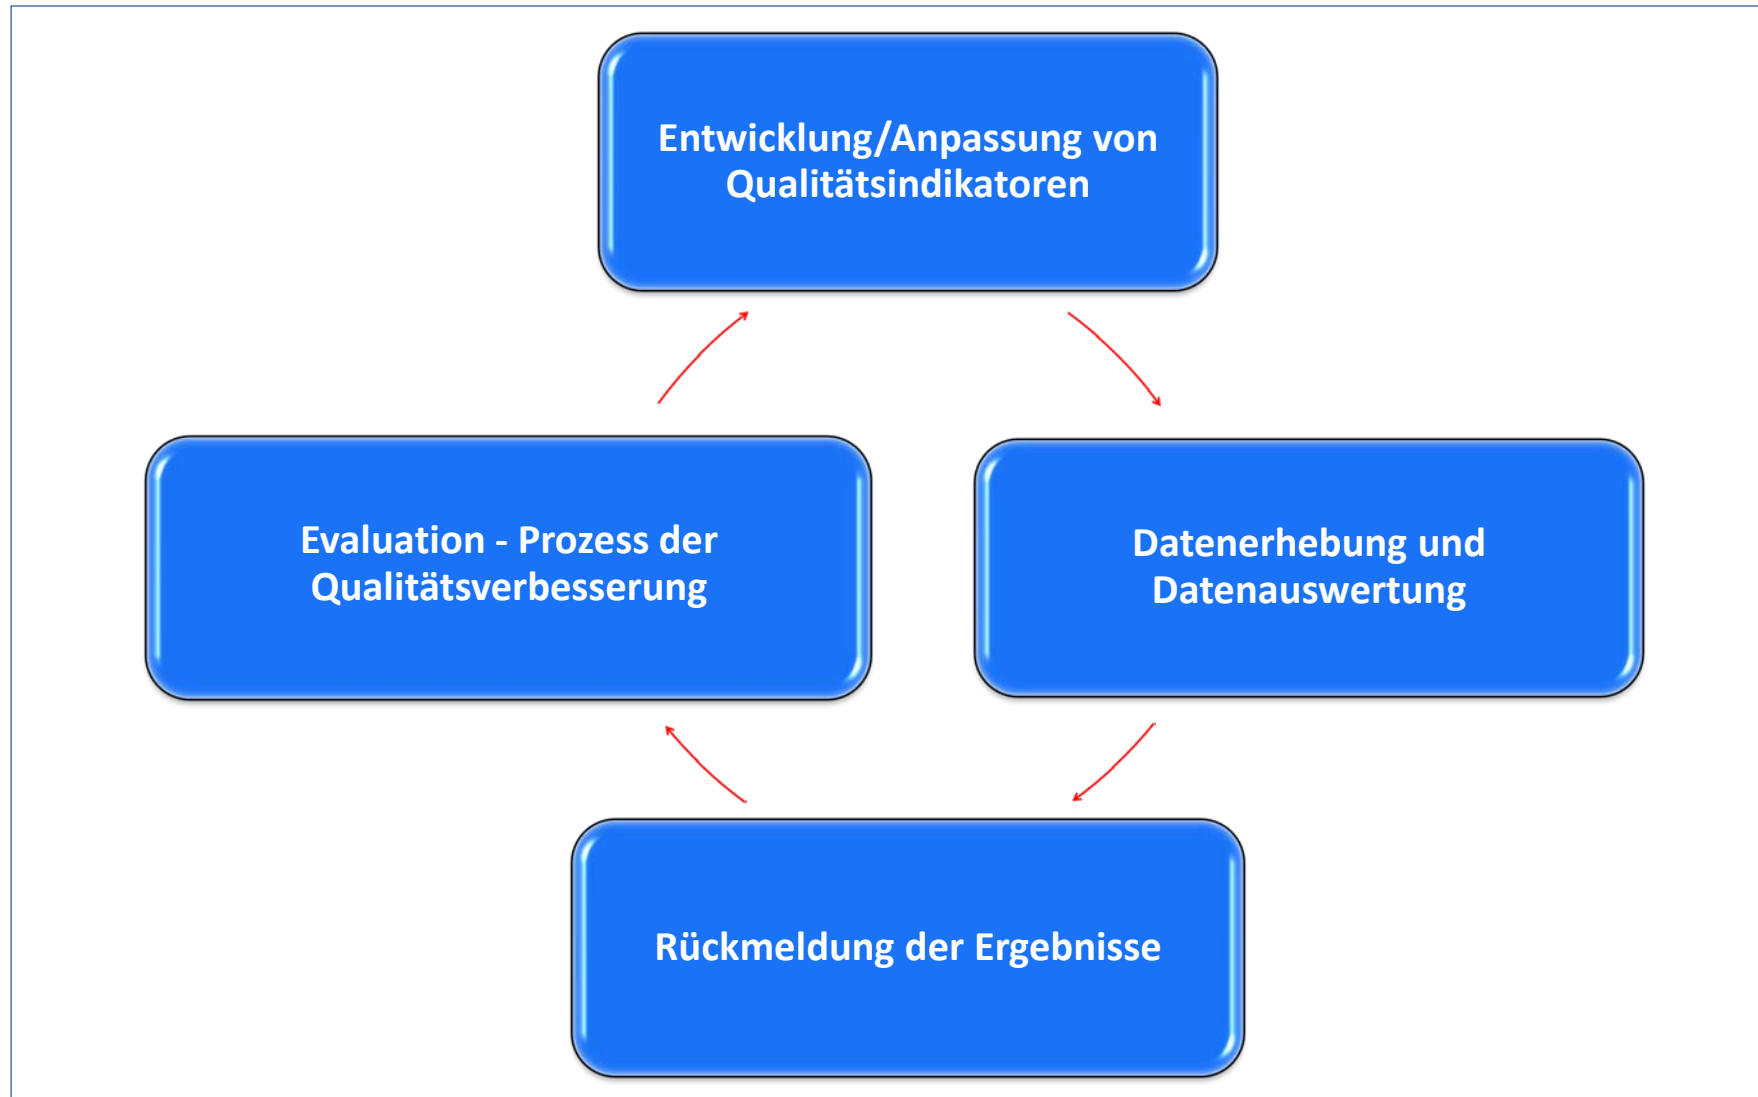 Entwicklung/Anpassung von
Qualitätsindikatoren
Evaluation - Prozess der
Qualitätsverbesserung
Datenerhebung und
Datenauswertung
Rückmeldung der Ergebnisse